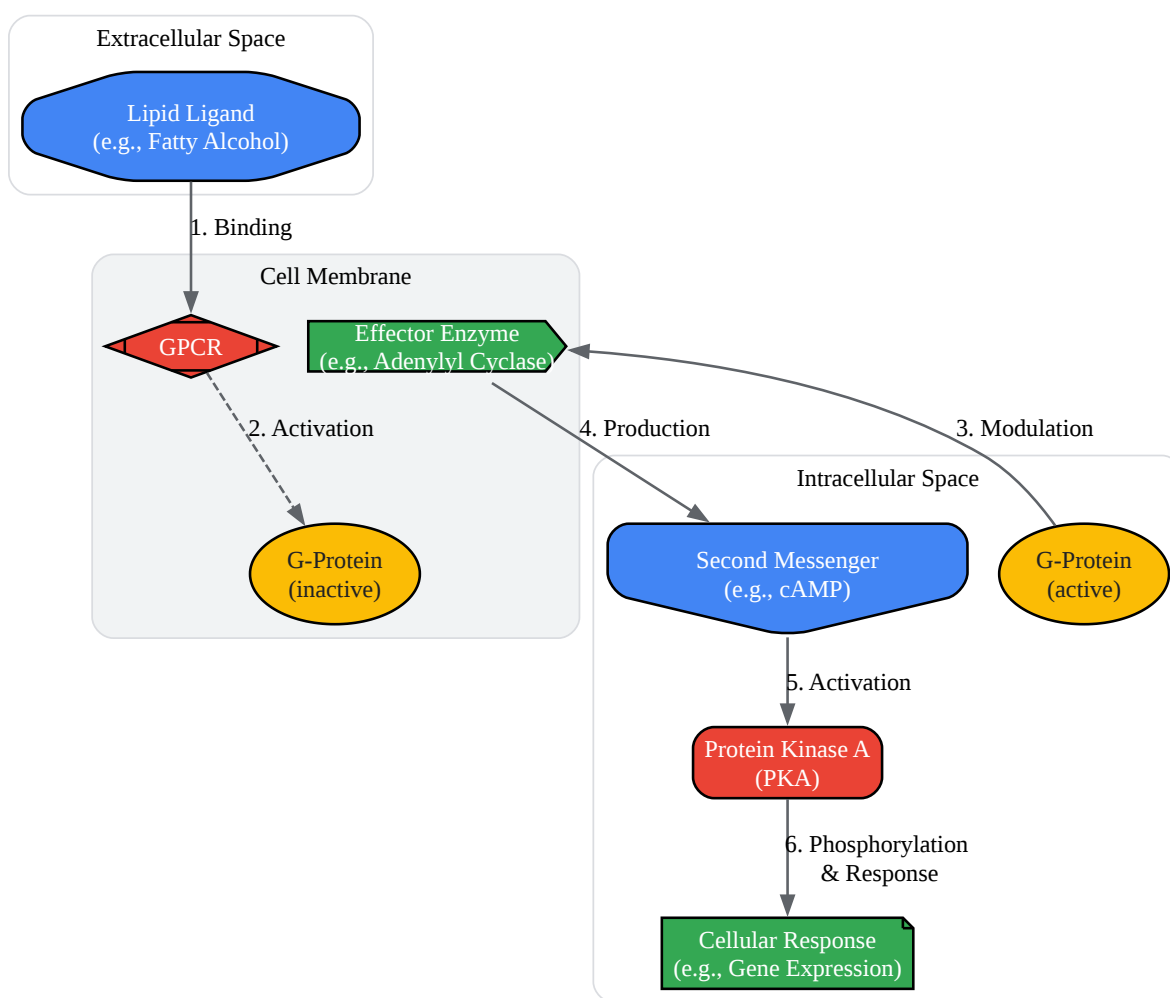 Extracellular Space
Lipid Ligand
(e.g., Fatty Alcohol)
1. Binding
Cell Membrane
GPCR
Effector Enzyme
(e.g., Adenylyl Cyclase)
2. Activation
4. Production
3. Modulation
Intracellular Space
G-Protein
(inactive)
Second Messenger
(e.g., cAMP)
G-Protein
(active)
5. Activation
Protein Kinase A
(PKA)
6. Phosphorylation
& Response
Cellular Response
(e.g., Gene Expression)